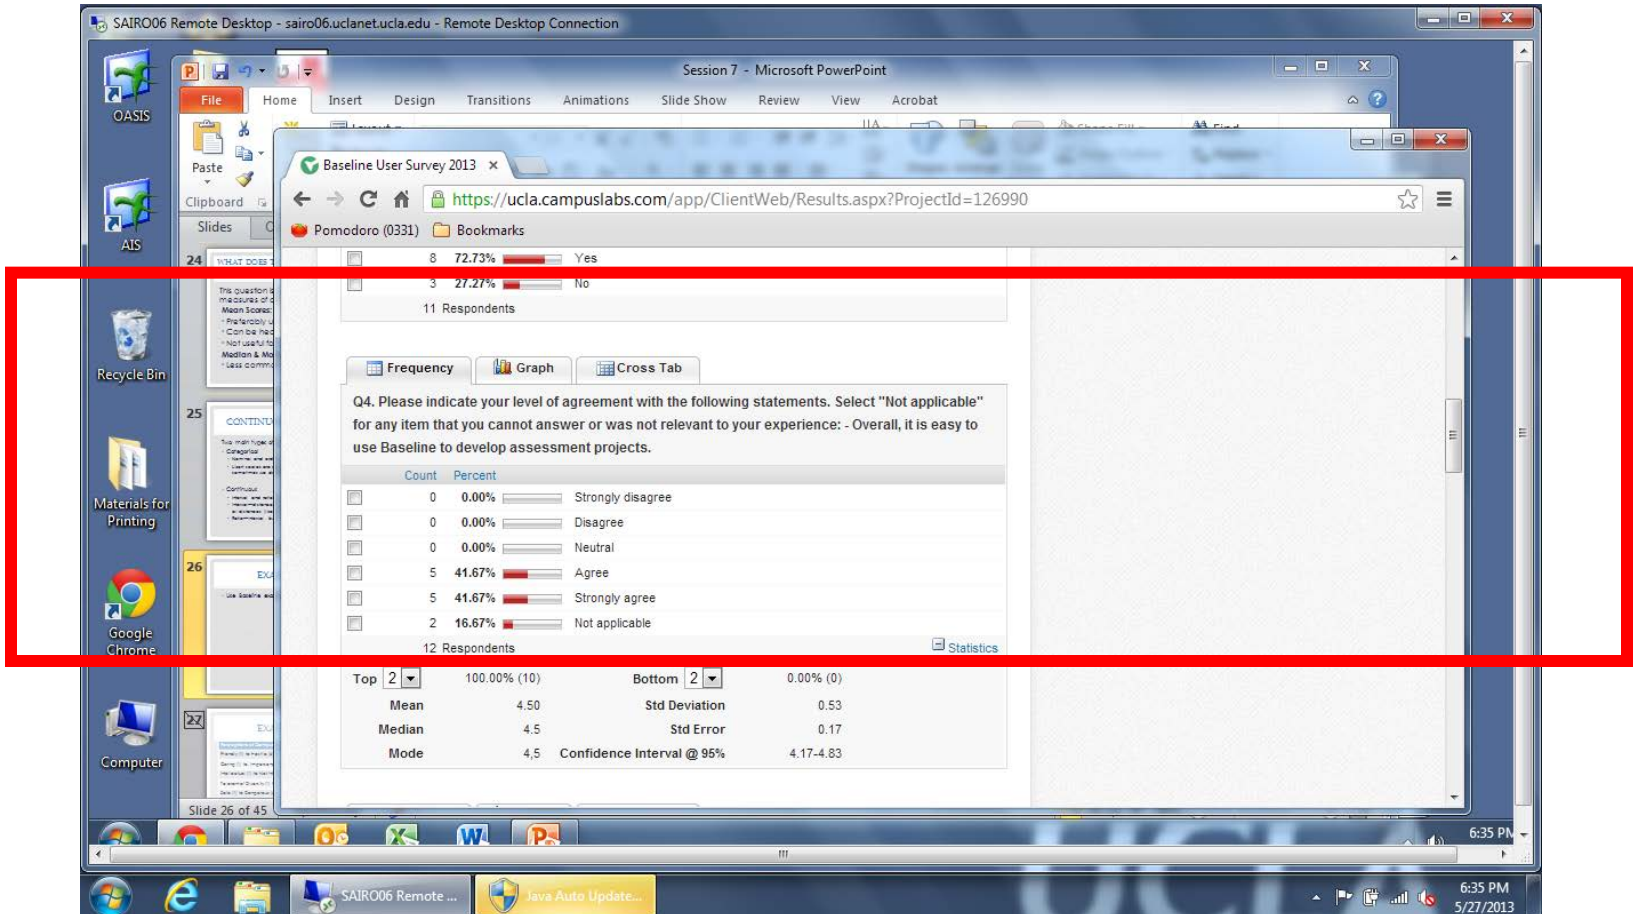 SAIRO06 Remote Desktop - sairo06.uclanet.ucla.edu - Remote Desktop Connection
Session 7 - Microsoft PowerPoint
File Home Insert Design Transitions Animations Slide Show Review View Acrobat
OASIS
Paste
Clipboard
Slides
AIS
Baseline User Survey 2013
https://ucla.campuslabs.com/app/ClientWeb/Results.aspx?ProjectId=126990
Pomodoro (0331) Bookmarks
24 WHAT DOES
8 72.73% Yes
3 27.27% No
11 Respondents
Mean Scores:
Recycle Bin
Frequency Graph Cross Tab
Q4. Please indicate your level of agreement with the following statements. Select "Not applicable"
for any item that you cannot answer or was not relevant to your experience: - Overall, it is easy to
use Baseline to develop assessment projects.
25
Count Percent
0 0.00% Strongly disagree
0 0.00% Disagree
0 0.00% Neutral
5 41.67% Agree
5 41.67% Strongly agree
2 16.67% Not applicable
12 Respondents Statistics
Materials for
Printing
26
Google
Chrome
Top 2 100.00% (10) Bottom 2 0.00% (0)
Mean 4.50 Std Deviation 0.53
Median 4.5 Std Error 0.17
Mode 4,5 Confidence Interval @ 95% 4.17-4.83
27
Computer
Slide 26 of 45
6:35 PM
SAIRO06 Remote ...
Java Auto Update...
6:35 PM
5/27/2013